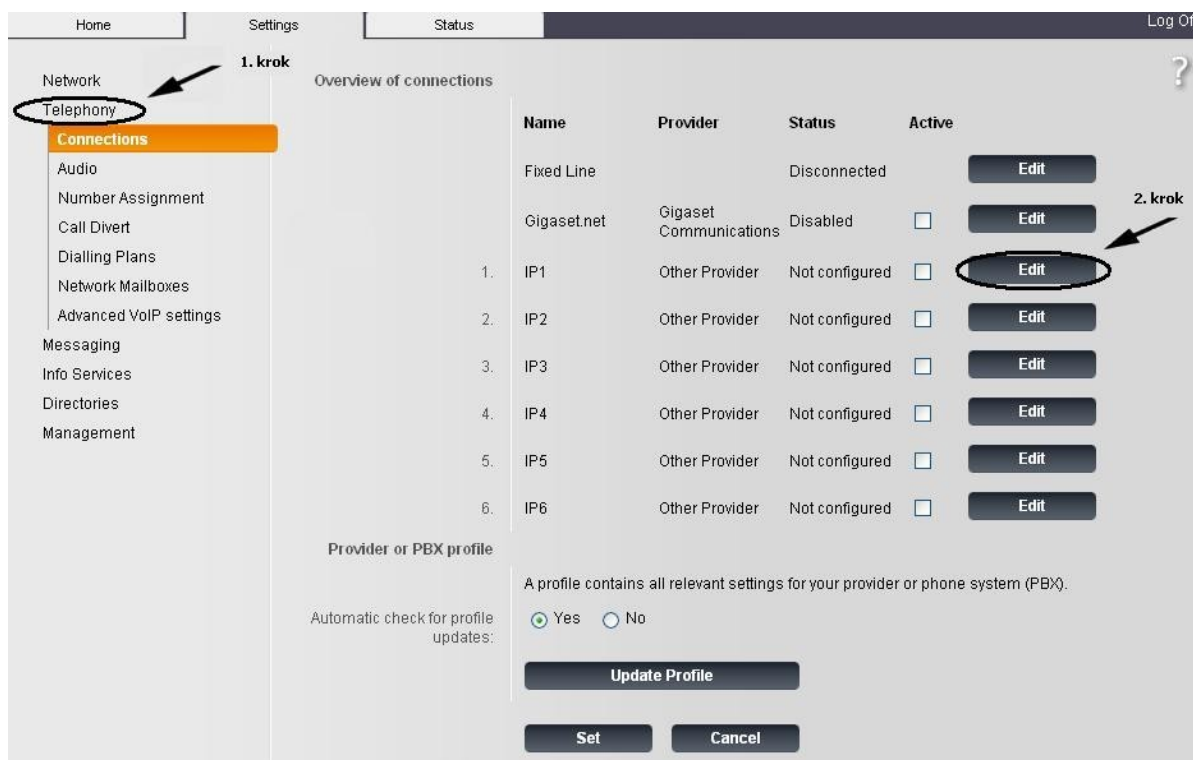 Home Settings Status Log Of
1. krok
Network
Overview of connections
?
Telephony
Name Provider Status Active
Connections
Audio
Fixed Line Disconnected Edit
Number Assignment
2. krok
Call Divert
Gigaset.net Gigaset Communications Disabled Edit
Dialling Plans
1. IP1 Other Provider Not configured Edit
Network Mailboxes
Advanced VoIP settings
2. IP2 Other Provider Not configured Edit
Messaging
3. IP3 Other Provider Not configured Edit
Info Services
Directories
4. IP4 Other Provider Not configured Edit
Management
5. IP5 Other Provider Not configured Edit
6. IP6 Other Provider Not configured Edit
Provider or PBX profile
A profile contains all relevant settings for your provider or phone system (PBX).
Automatic check for profile
updates:
Yes No
Update Profile
Set Cancel